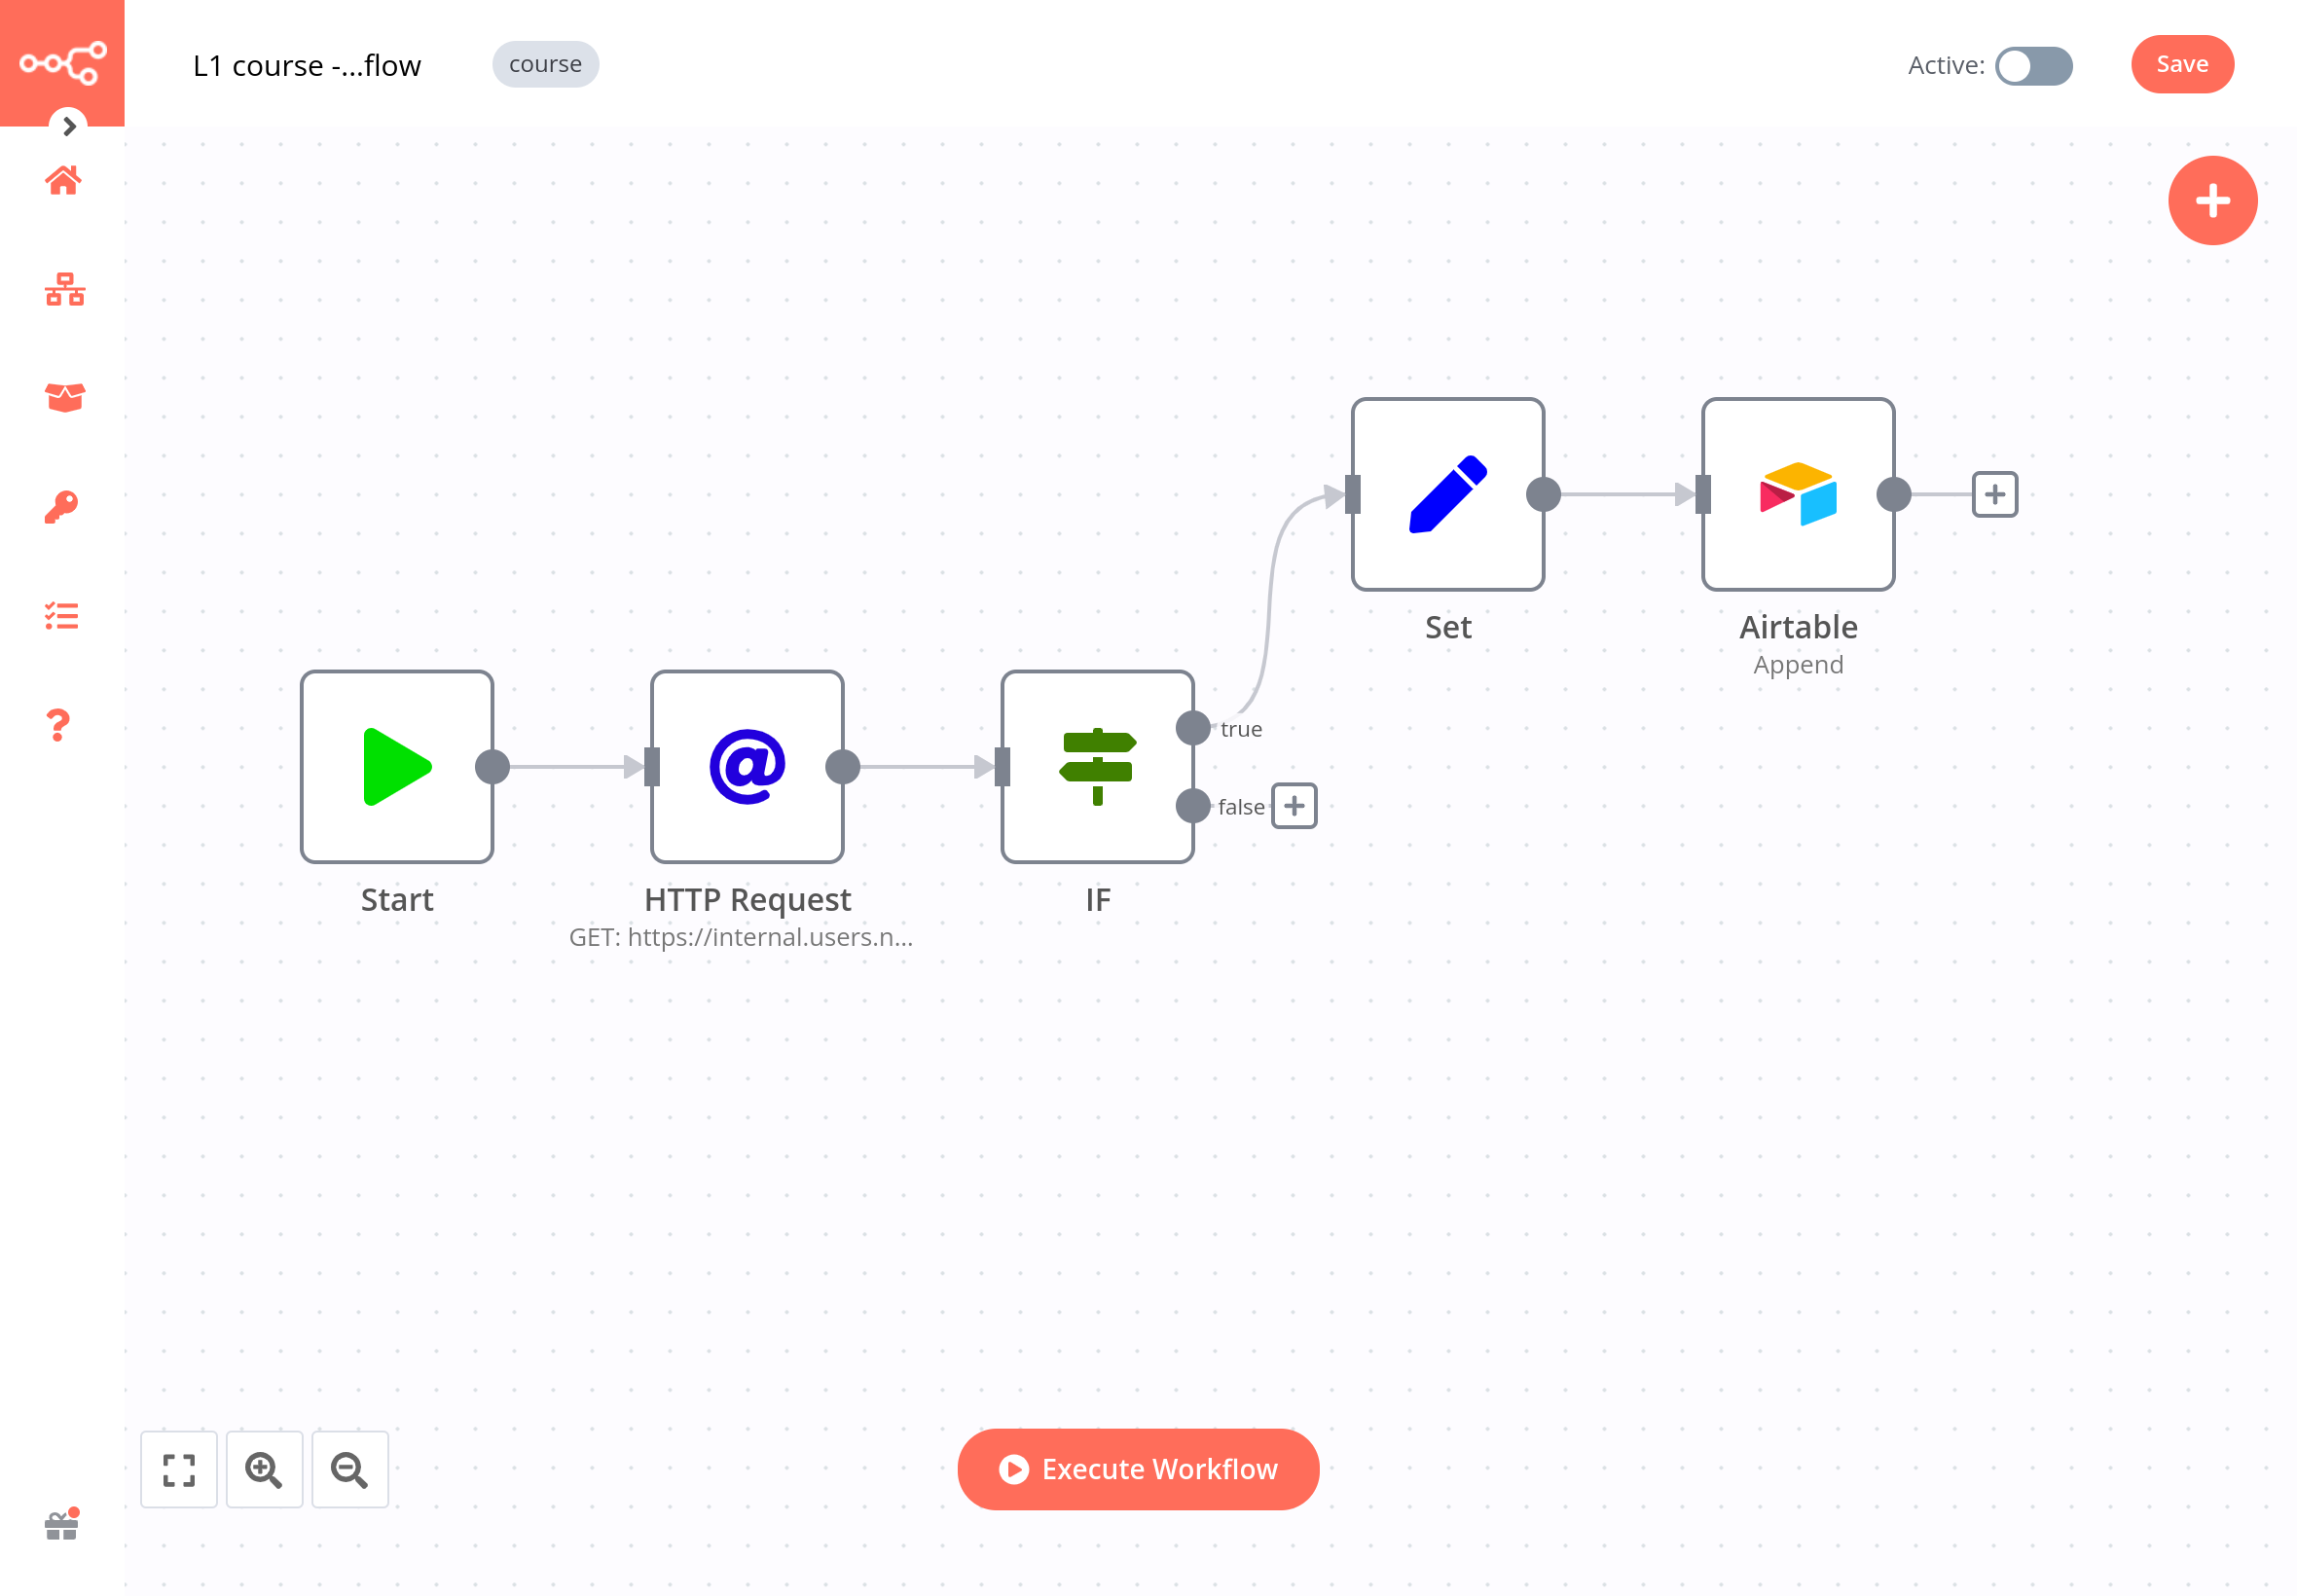 L1 course -...flow
course
Active:
Save
Set
Airtable
Append
true
false
Start
HTTP Request
GET: https://internal.users.n...
IF
Execute Workflow